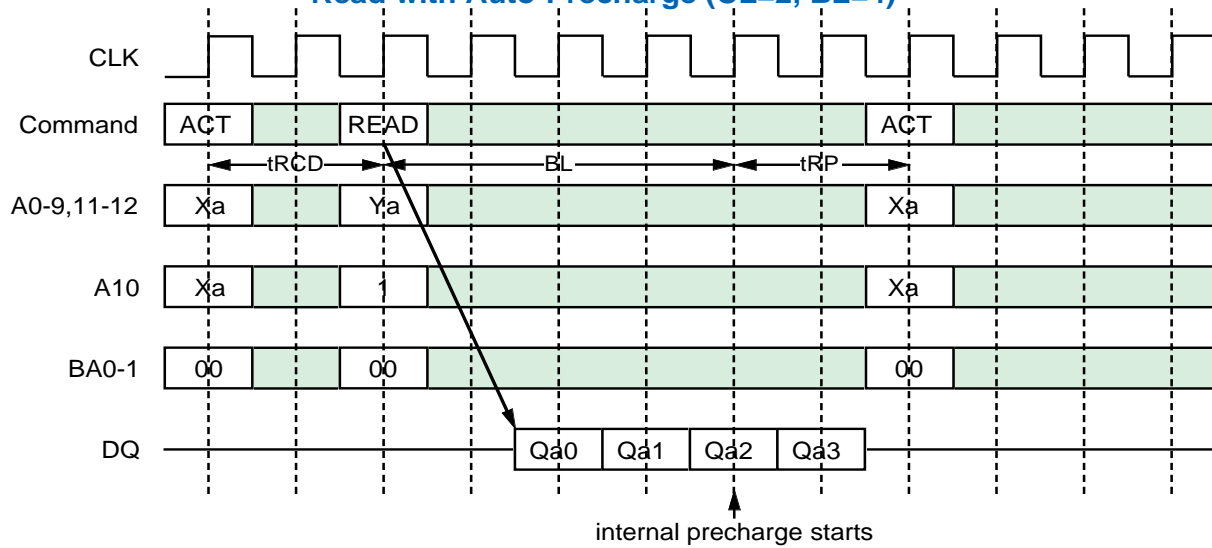 Read with Auto-Precharge (CL=2, BL=4)
CLK
Command ACT READ ACT
tRCD BL tRP
A0-9,11-12 Xa Ya Xa
A10 Xa 1 Xa
BA0-1 00 00 00
DQ Qa0 Qa1 Qa2 Qa3
internal precharge starts